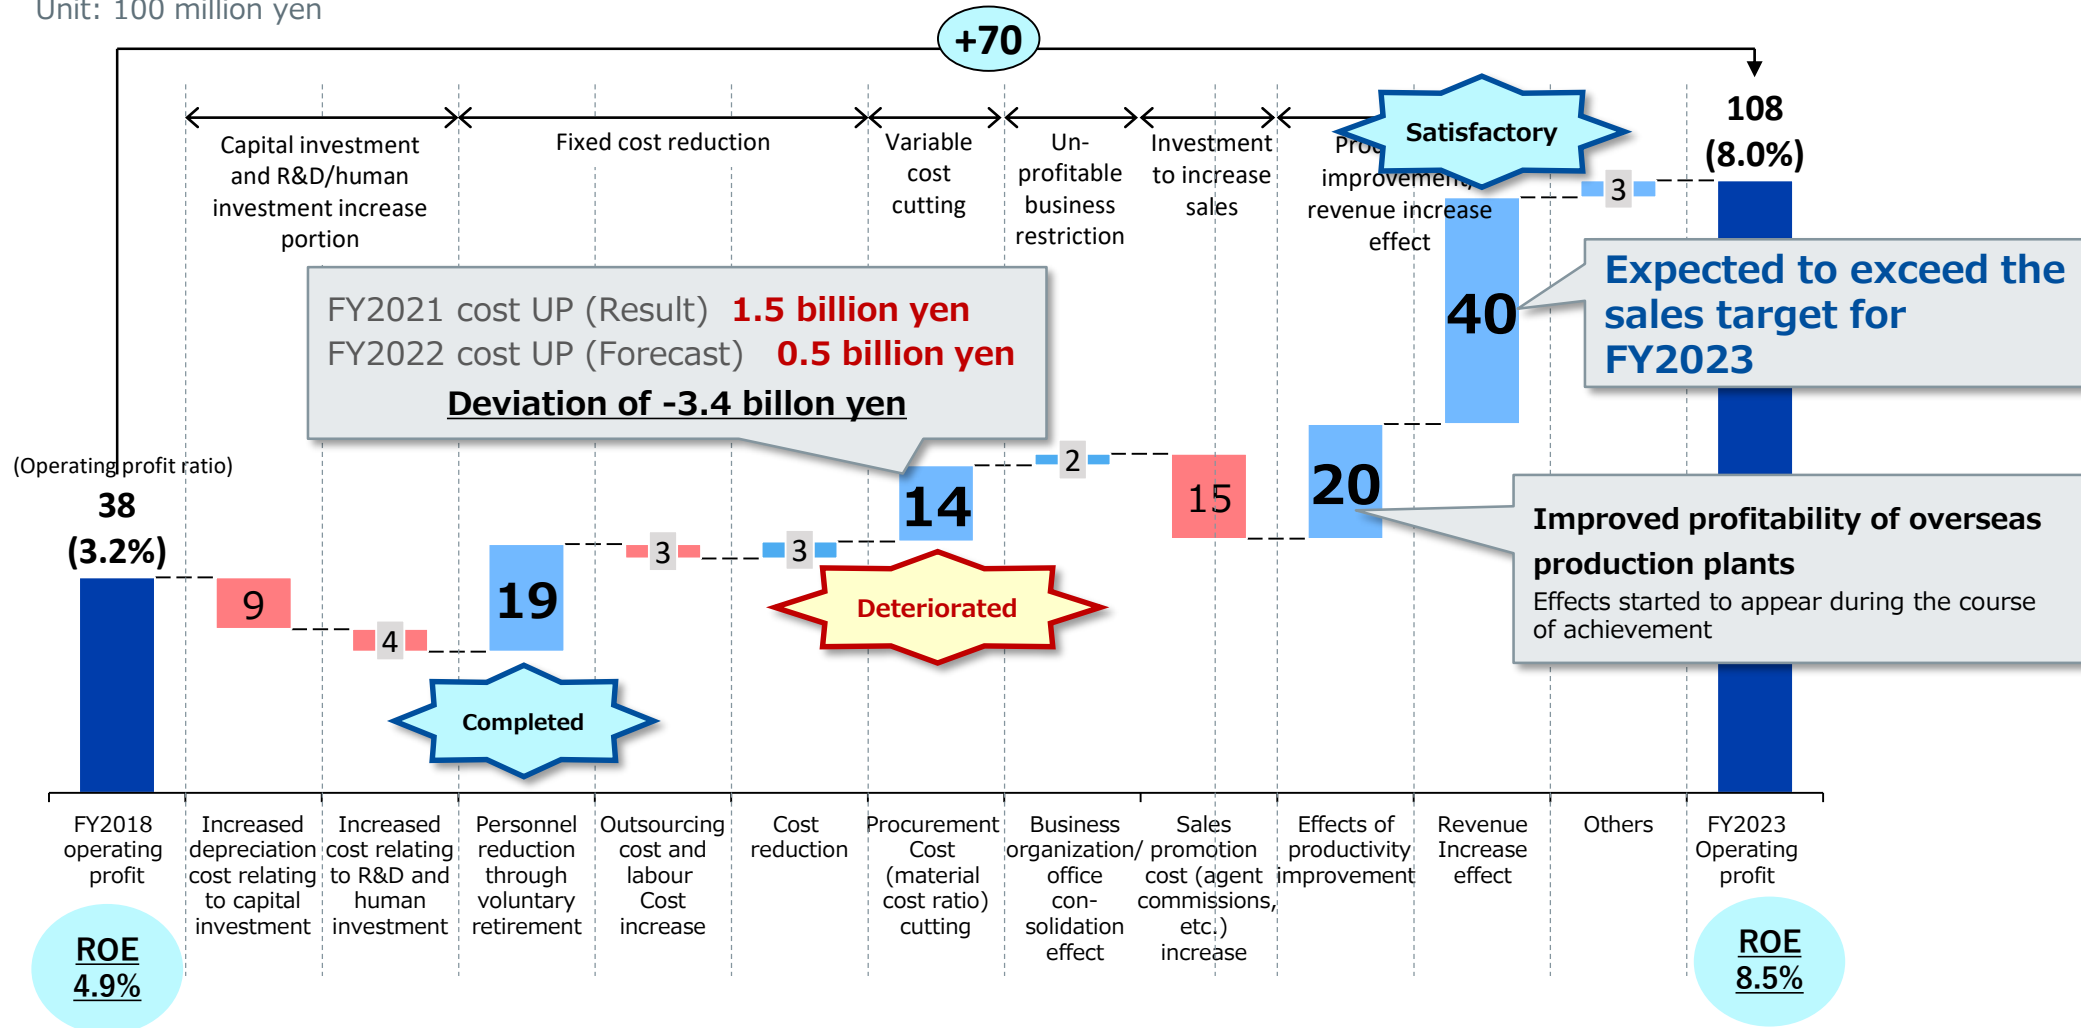 Unit: 100 million yen
+70
Capital investment
and R&D/human
investment increase
portion
Fixed cost reduction
Variable
cost
cutting
Un-
profitable
business
restriction
Investment
to increase
sales
improvement/
revenue increase
effect
Satisfactory
108
(8.0%)
3
FY2021 cost UP (Result) 1.5 billion yen
FY2022 cost UP (Forecast) 0.5 billion yen
Deviation of -3.4 billon yen
40
Expected to exceed the
sales target for
FY2023
(Operating profit ratio)
38
(3.2%)
9
4
19
3
3
14
2
15
20
Improved profitability of overseas
production plants
Effects started to appear during the course
of achievement
Deteriorated
Completed
FY2018
operating
profit
Increased
depreciation
cost relating
to capital
investment
Increased
cost relating
to R&D and
human
investment
Personnel
reduction
through
voluntary
retirement
Outsourcing
cost and
labour
Cost
increase
Cost
reduction
Procurement
Cost
(material
cost ratio)
cutting
Business
organization/
office
con-
solidation
effect
Sales
promotion
cost (agent
commissions,
etc.)
increase
Effects of
productivity
improvement
Revenue
Increase
effect
Others
FY2023
Operating
profit
ROE
4.9%
ROE
8.5%